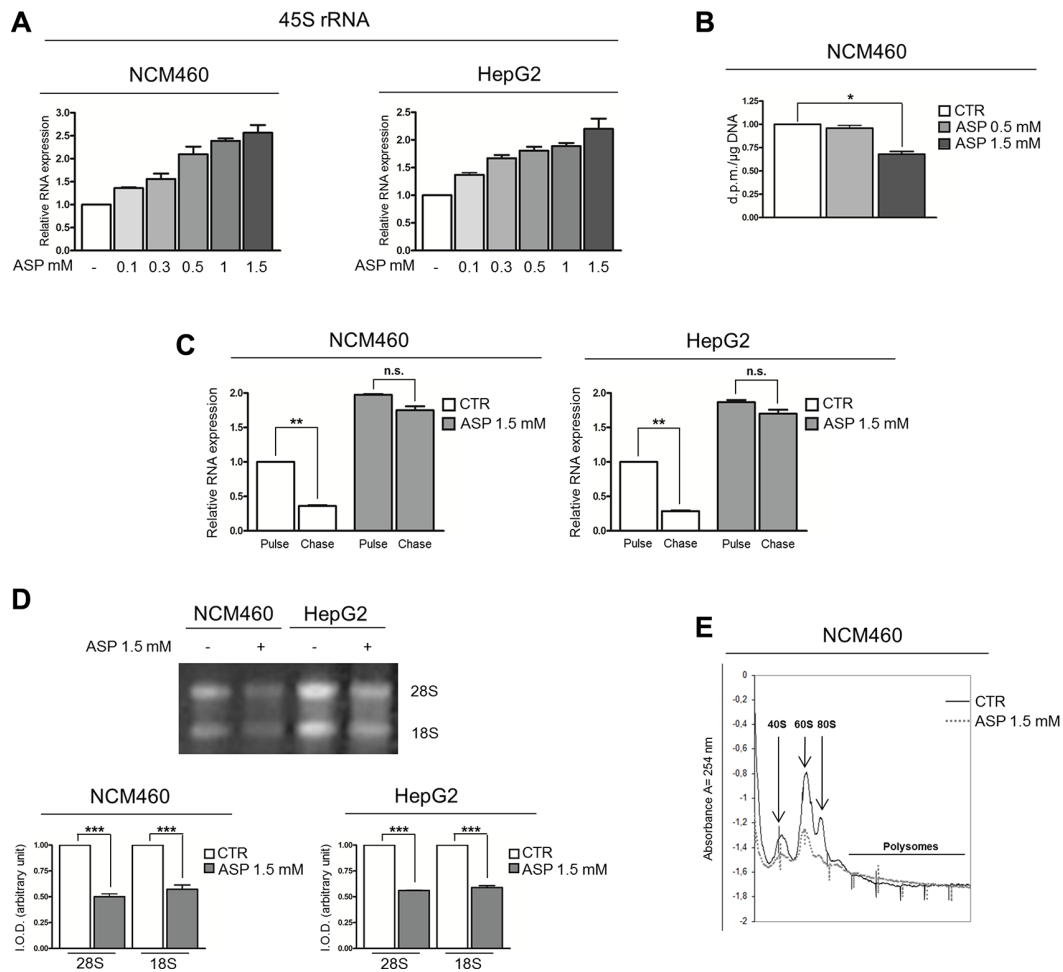 A
45S rRNA
NCM460
HepG2
Relative RNA expression
3.0
2.5
2.0
1.5
1.0
0.5
0.0
ASP mM - 0.1 0.3 0.5 1 1.5
Relative RNA expression
2.5
2.0
1.5
1.0
0.5
0.0
ASP mM - 0.1 0.3 0.5 1 1.5
B
NCM460
d.p.m./µg DNA
1.25
1.00
0.75
0.50
0.25
0.00
*
CTR
ASP 0.5 mM
ASP 1.5 mM
C
NCM460
Relative RNA expression
2.0
1.5
1.0
0.5
0.0
**
n.s.
CTR
ASP 1.5 mM
Pulse Chase Pulse Chase
HepG2
Relative RNA expression
2.0
1.5
1.0
0.5
0.0
**
n.s.
CTR
ASP 1.5 mM
Pulse Chase Pulse Chase
D
NCM460 HepG2
ASP 1.5 mM - + - +
28S
18S
NCM460
I.O.D. (arbitrary unit)
1.00
0.75
0.50
0.25
0.00
*** ***
CTR
ASP 1.5 mM
28S 18S
HepG2
I.O.D. (arbitrary unit)
1.00
0.75
0.50
0.25
0.00
*** ***
CTR
ASP 1.5 mM
28S 18S
E
NCM460
Absorbance A= 254 nm
0
-0,2
-0,4
-0,6
-0,8
-1
-1,2
-1,4
-1,6
-1,8
-2
40S 60S 80S
CTR
ASP 1.5 mM
Polysomes